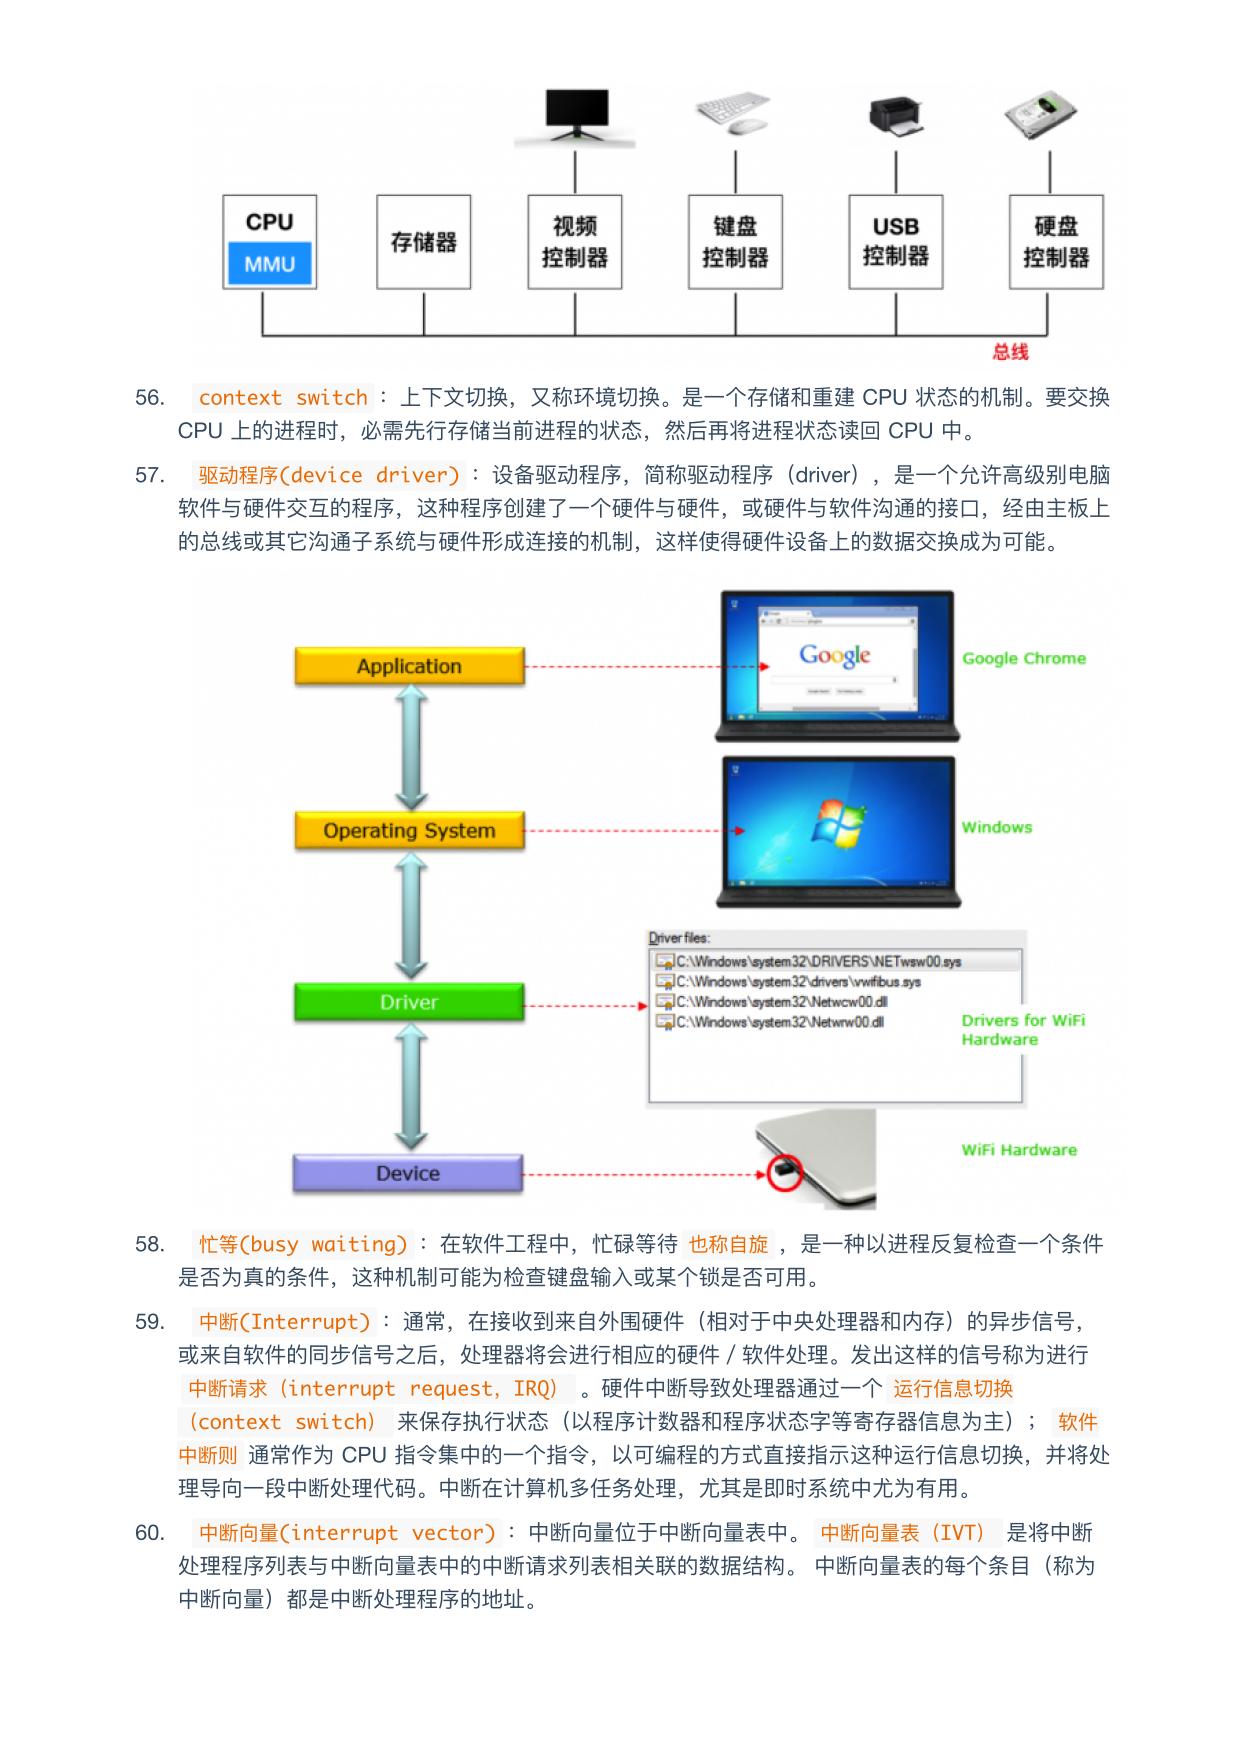 CPU
MMU
存储器
视频
控制器
键盘
控制器
USB
控制器
硬盘
控制器
总线
56. context switch：上下文切换，又称环境切换。是一个存储和重建 CPU 状态的机制。要交换
CPU 上的进程时，必需先行存储当前进程的状态，然后再将进程状态读回 CPU 中。
57. 驱动程序(device driver)：设备驱动程序，简称驱动程序（driver），是一个允许高级别电脑
软件与硬件交互的程序，这种程序创建了一个硬件与硬件，或硬件与软件沟通的接口，经由主板上
的总线或其它沟通子系统与硬件形成连接的机制，这样使得硬件设备上的数据交换成为可能。
Application
Google
Google Chrome
Operating System
Windows
Driver files:
C:\Windows\system32\DRIVERS\NETwsw00.sys
C:\Windows\system32\drivers\vwifibus.sys
C:\Windows\system32\Netwcw00.dll
C:\Windows\system32\Netwrw00.dll
Driver
Drivers for WiFi
Hardware
Device
WiFi Hardware
58. 忙等(busy waiting)：在软件工程中，忙碌等待 也称自旋 ，是一种以进程反复检查一个条件
是否为真的条件，这种机制可能为检查键盘输入或某个锁是否可用。
59. 中断(Interrupt)：通常，在接收到来自外围硬件（相对于中央处理器和内存）的异步信号，
或来自软件的同步信号之后，处理器将会进行相应的硬件 / 软件处理。发出这样的信号称为进行
中断请求（interrupt request，IRQ） 。硬件中断导致处理器通过一个 运行信息切换
（context switch） 来保存执行状态（以程序计数器和程序状态字等寄存器信息为主）； 软件
中断则 通常作为 CPU 指令集中的一个指令，以可编程的方式直接指示这种运行信息切换，并将处
理导向一段中断处理代码。中断在计算机多任务处理，尤其是即时系统中尤为有用。
60. 中断向量(interrupt vector)：中断向量位于中断向量表中。 中断向量表（IVT） 是将中断
处理程序列表与中断向量表中的中断请求列表相关联的数据结构。 中断向量表的每个条目（称为
中断向量）都是中断处理程序的地址。